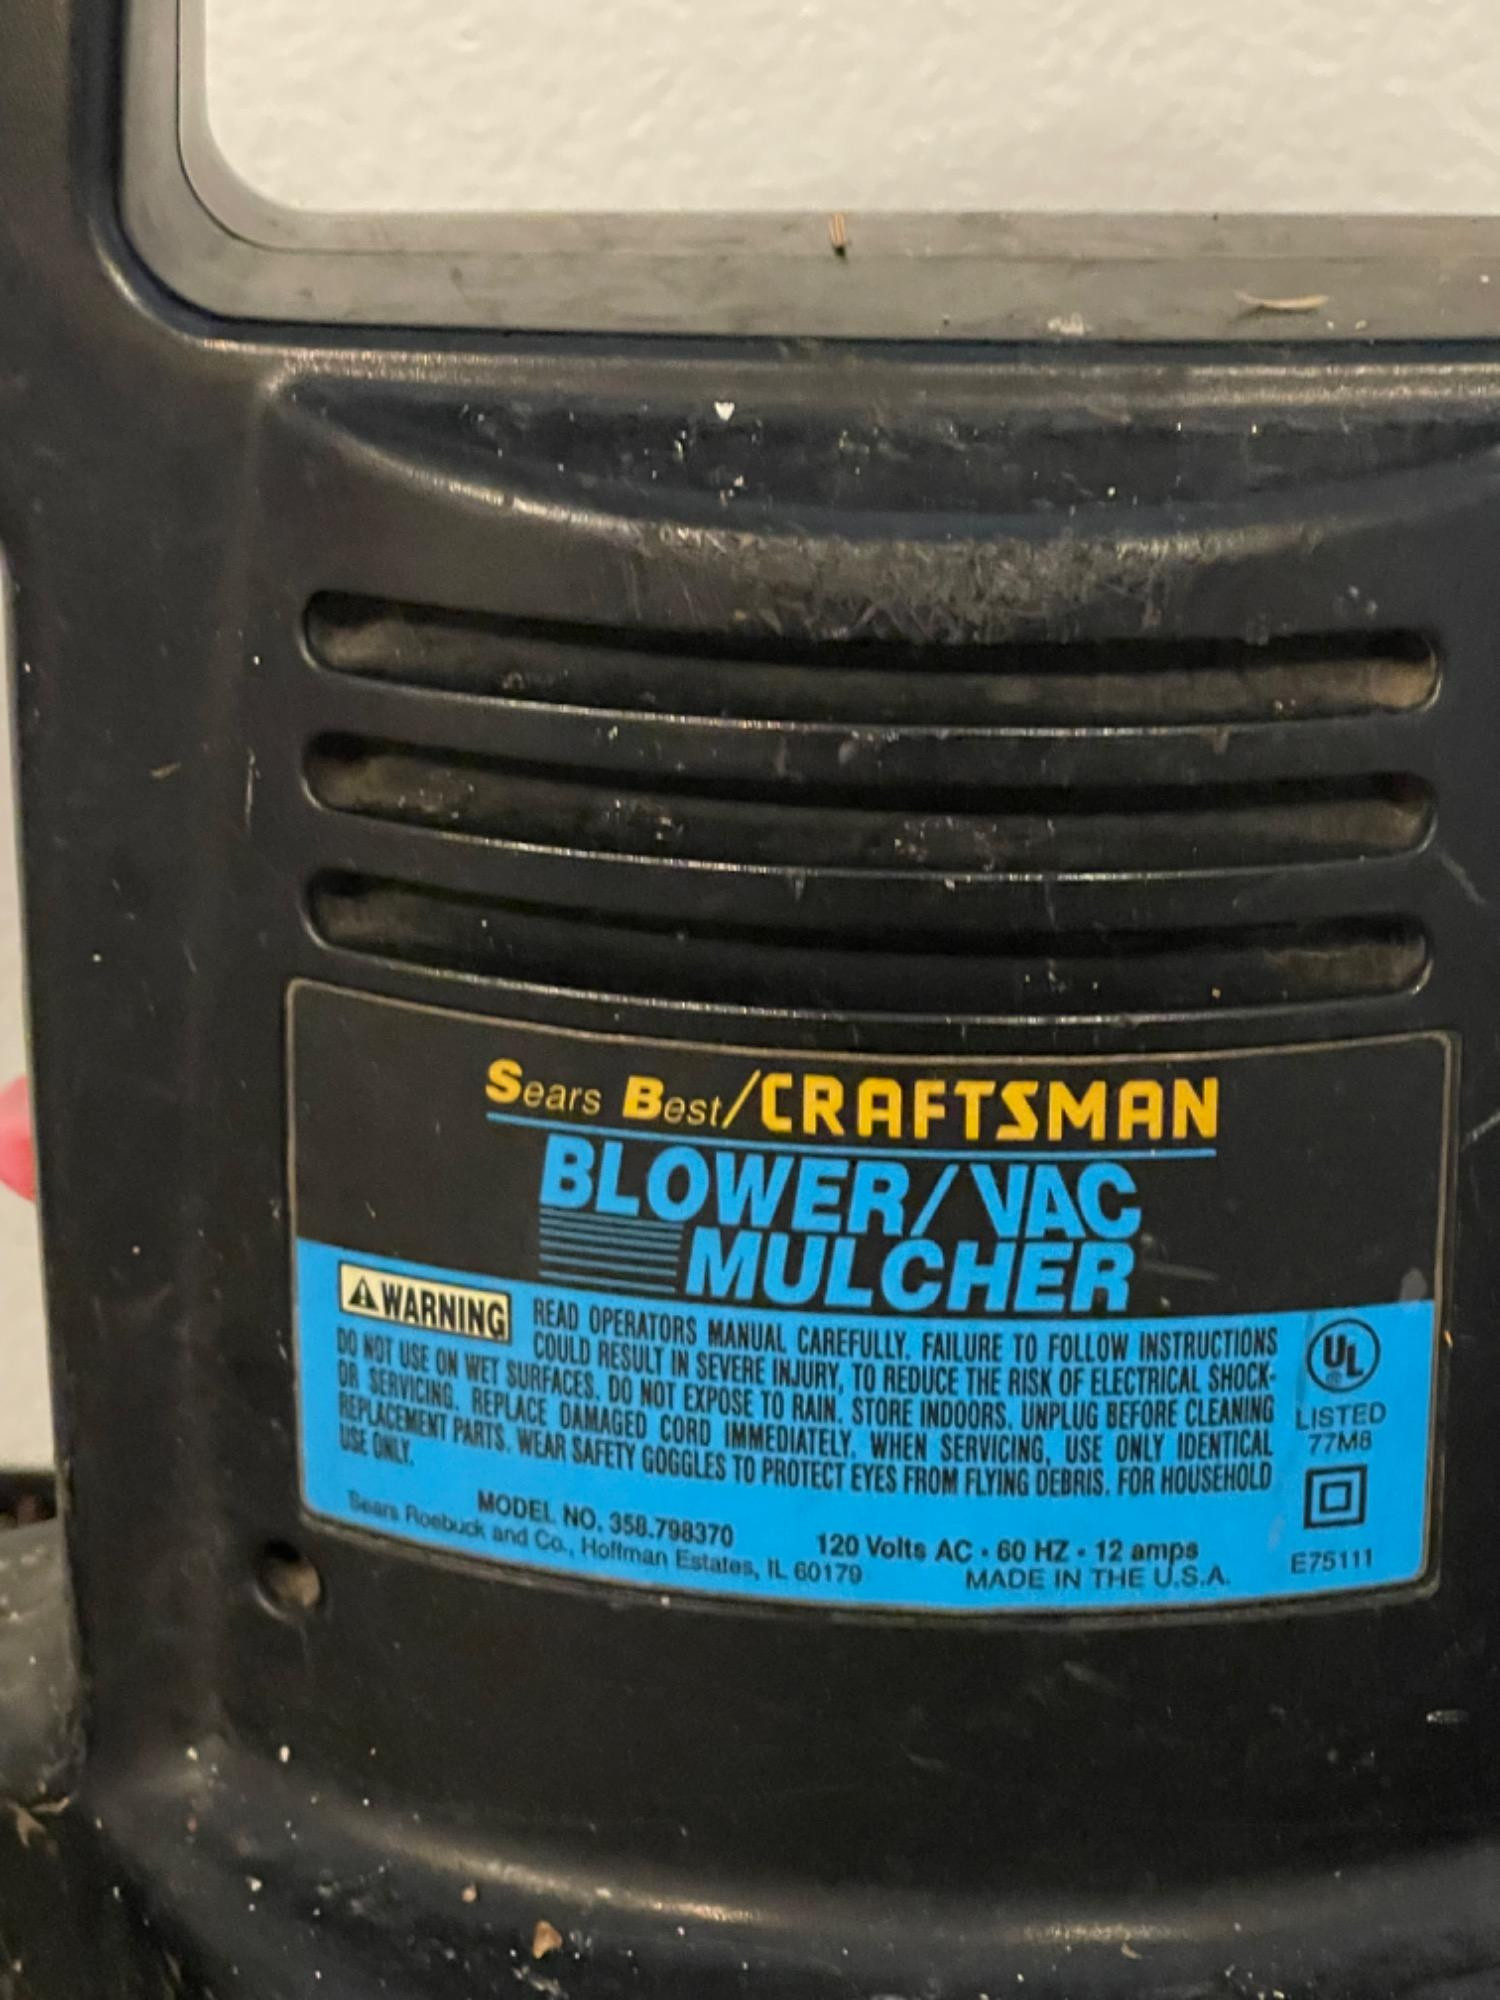 Sears Best/CRAFTSMAN
BLOWER/VAC
MULCHER
WARNING
READ OPERATORS MANUAL CAREFULLY. FAILURE TO FOLLOW INSTRUCTIONS
COULD RESULT IN SEVERE INJURY, TO REDUCE THE RISK OF ELECTRICAL SHOCK-
DO NOT USE ON WET SURFACES. DO NOT EXPOSE TO RAIN. STORE INDOORS. UNPLUG BEFORE CLEANING
OR SERVICING. REPLACE DAMAGED CORD IMMEDIATELY. WHEN SERVICING, USE ONLY IDENTICAL
REPLACEMENT PARTS. WEAR SAFETY GOGGLES TO PROTECT EYES FROM FLYING DEBRIS. FOR HOUSEHOLD
USE ONLY.
UL
LISTED
77M8
MODEL NO. 358.798370
120 Volts AC • 60 HZ • 12 amps
Sears Roebuck and Co., Hoffman Estates, IL 60179
MADE IN THE U.S.A.
E75111